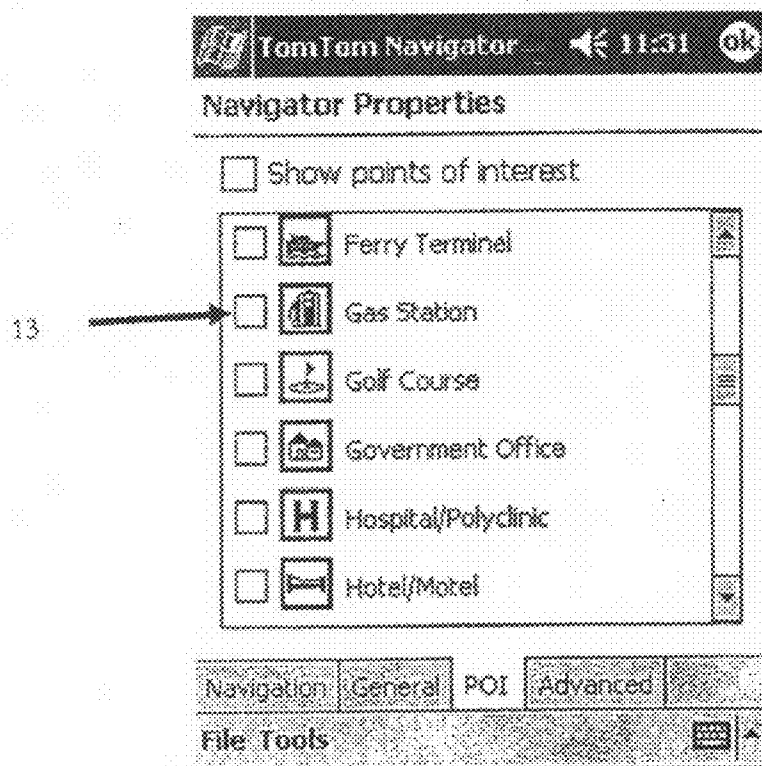 TomTom Navigator 11:31 ok
Navigator Properties
Show points of interest
Ferry Terminal
13
Gas Station
Golf Course
Government Office
H Hospital/Polyclinic
Hotel/Motel
Navigation General POI Advanced
File Tools